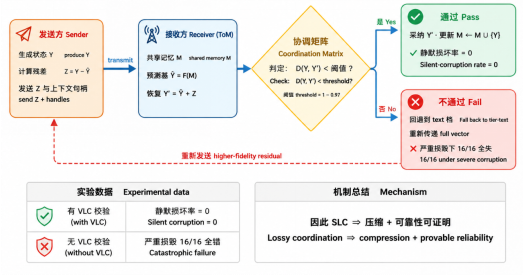 发送方 Sender
生成状态 Y produce Y
计算残差 Z = Y − Ŷ
发送 Z 与上下文句柄
send Z + handles
transmit
接收方 Receiver (ToM)
共享记忆 M shared memory M
预测基 Ŷ = F(M)
恢复 Y' = Ŷ + Z
协调矩阵
Coordination Matrix
判定: D(Y, Y') < 阈值 ?
Check: D(Y, Y') < threshold?
阈值 threshold = 1 − 0.97
是 Yes
通过 Pass
采纳 Y' · 更新 M ← M ∪ {Y}
静默损坏率 = 0
Silent-corruption rate = 0
否 No
不通过 Fail
回退到 text 档 Fall back to tier-text
重新传递 full vector
严重损毁下 16/16 全失
16/16 under severe corruption
重新发送 higher-fidelity residual
实验数据 Experimental data
有 VLC 校验
(with VLC)
静默损坏率 = 0
Silent corruption = 0
无 VLC 校验
(without VLC)
严重损毁 16/16 全错
Catastrophic failure
机制总结 Mechanism
因此 SLC ⇒ 压缩 + 可靠性可证明
Lossy coordination ⇒ compression + provable reliability